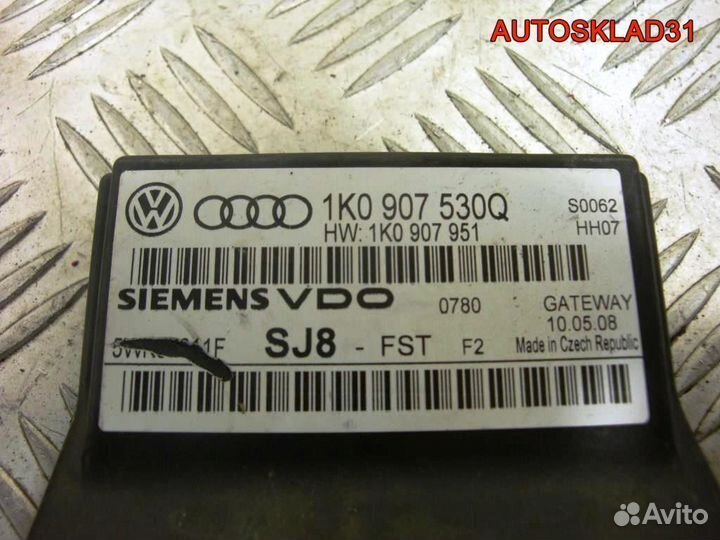 AUTOSKLAD31
1K0 907 530Q
HW: 1K0 907 951
S0062
HH07
SIEMENS VDO
0780
GATEWAY
10.05.08
SJ8 - FST F2
Made in Czech Republic
Avito